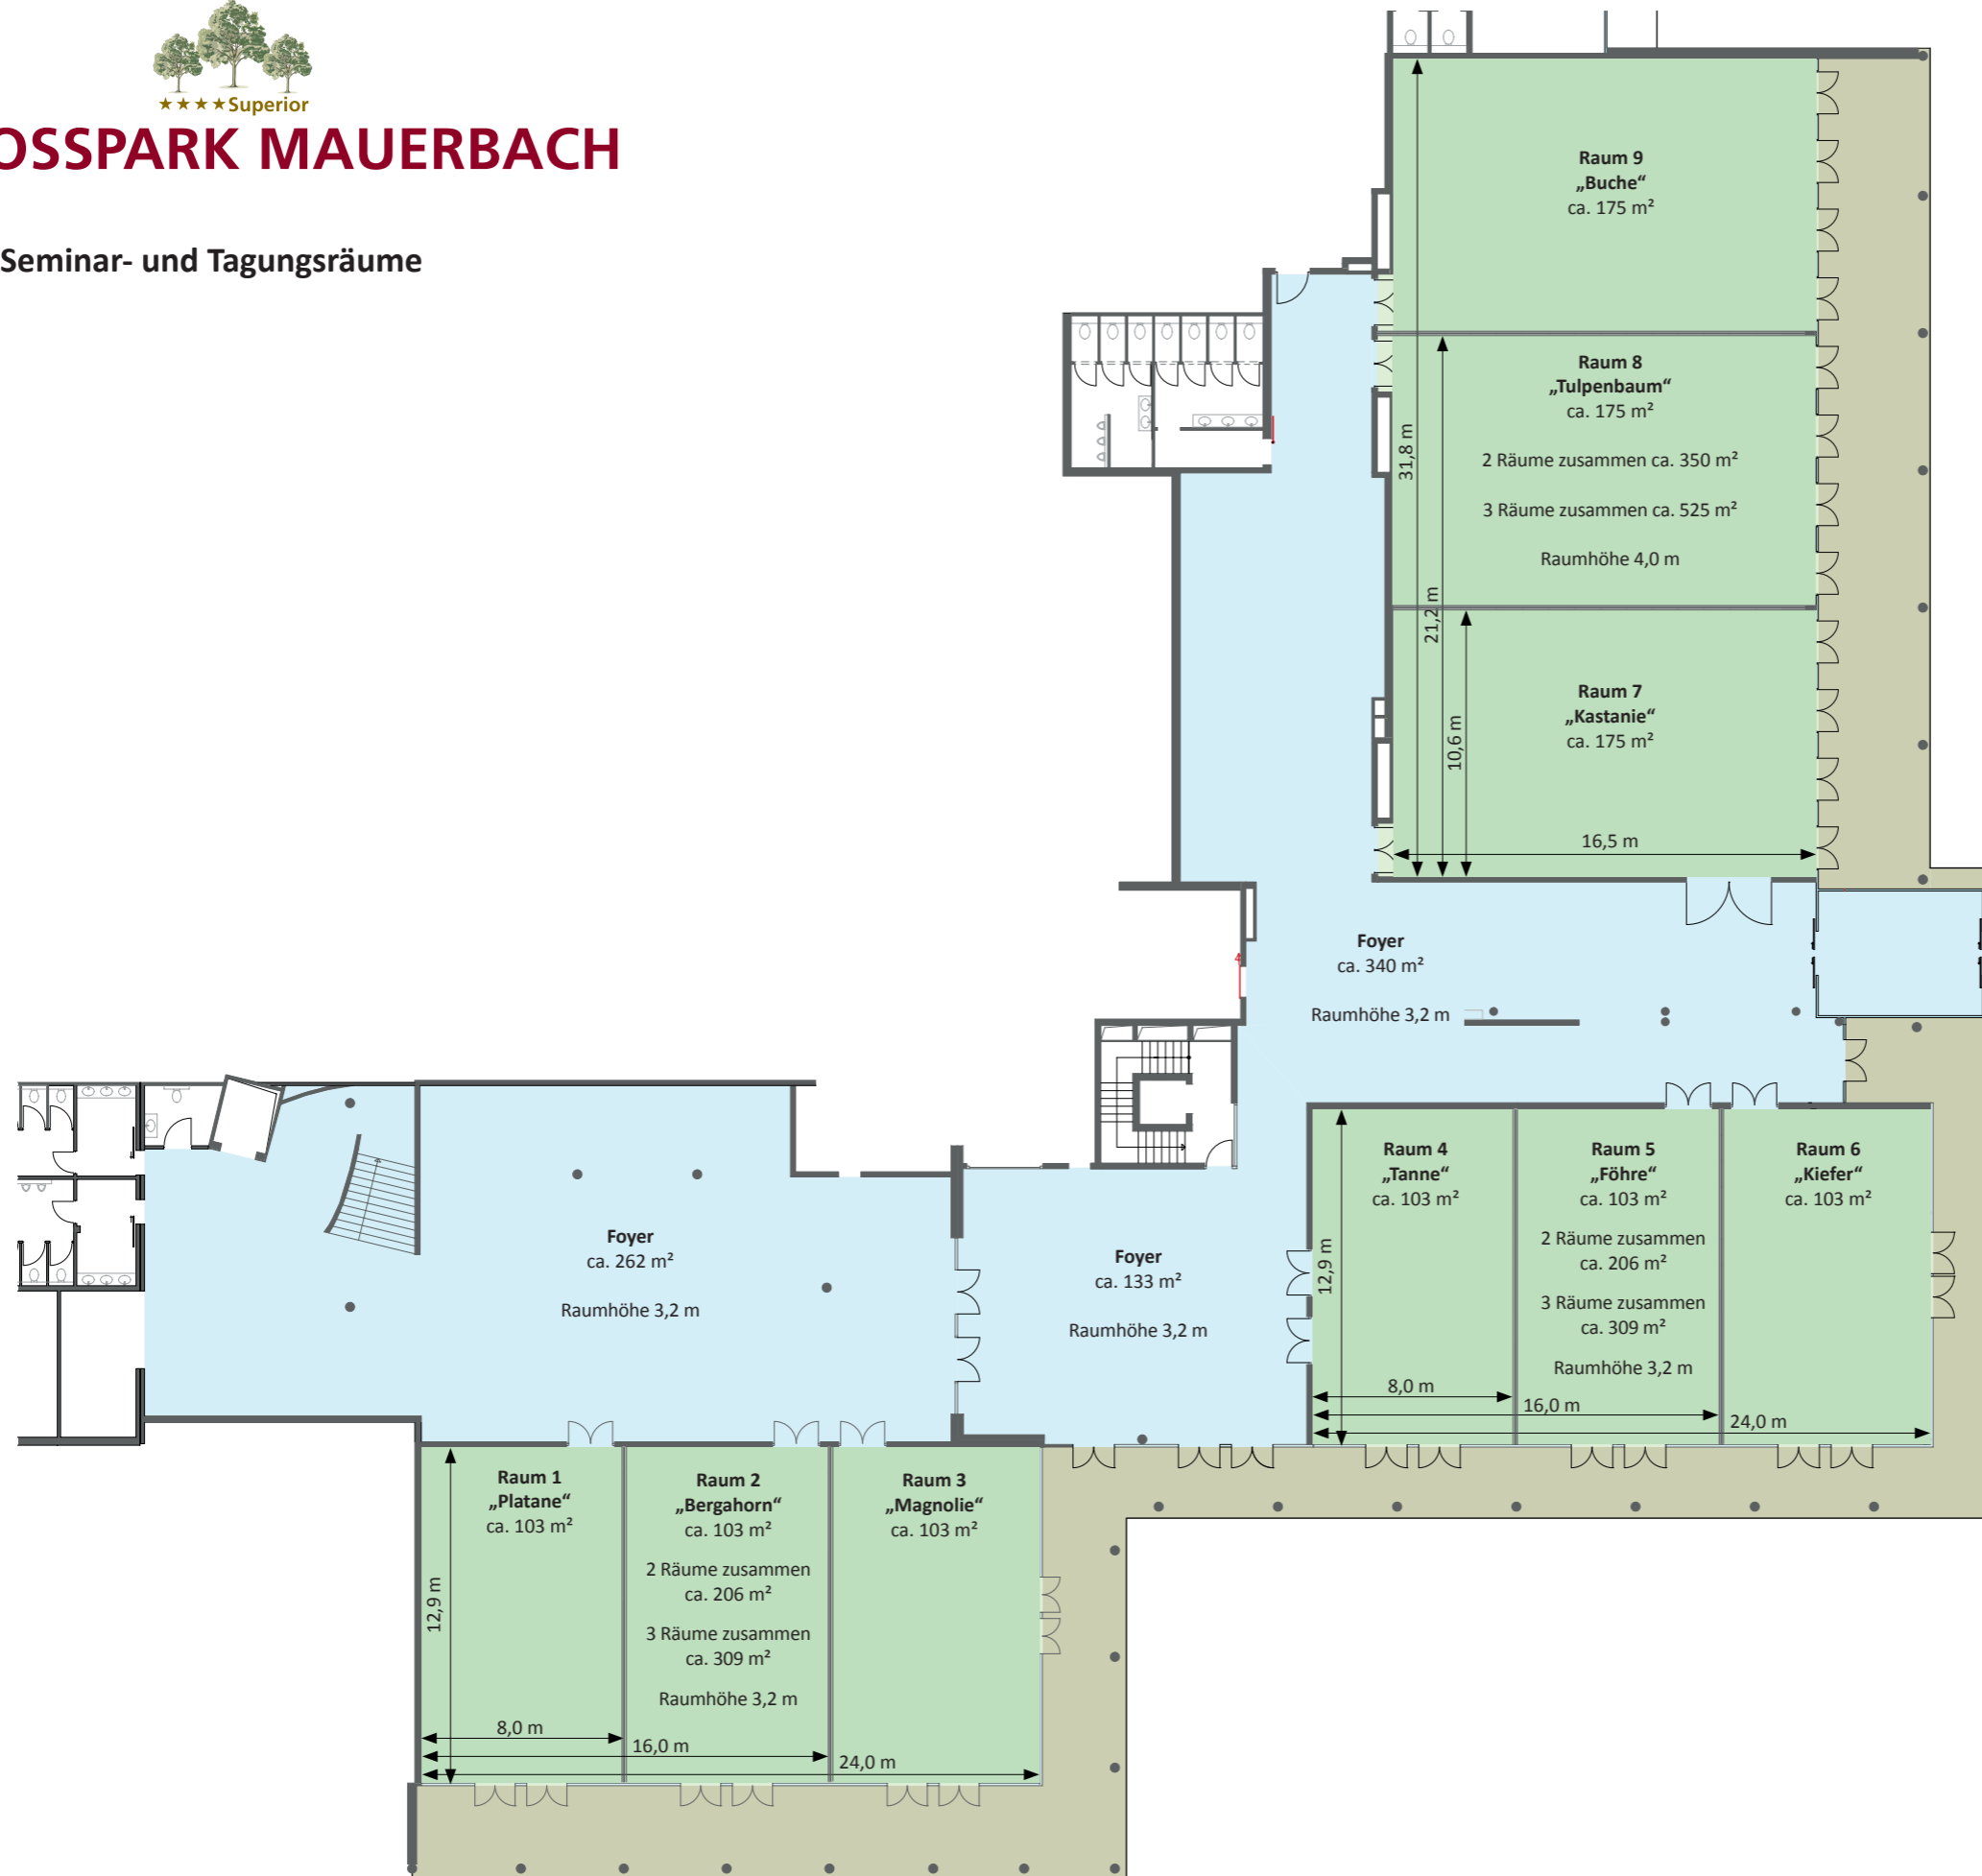 ★★★★Superior
OSSPARK MAUERBACH
Seminar- und Tagungsräume
Raum 9
„Buche“
ca. 175 m²
Raum 8
„Tulpenbaum“
ca. 175 m²
2 Räume zusammen ca. 350 m²
3 Räume zusammen ca. 525 m²
Raumhöhe 4,0 m
31,8 m
21,2 m
10,6 m
Raum 7
„Kastanie“
ca. 175 m²
16,5 m
Foyer
ca. 340 m²
Raumhöhe 3,2 m
4
Foyer
ca. 262 m²
Raumhöhe 3,2 m
Foyer
ca. 133 m²
Raumhöhe 3,2 m
Raum 4
„Tanne“
ca. 103 m²
12,9 m
8,0 m
Raum 5
„Föhre“
ca. 103 m²
2 Räume zusammen
ca. 206 m²
3 Räume zusammen
ca. 309 m²
Raumhöhe 3,2 m
16,0 m
Raum 6
„Kiefer“
ca. 103 m²
24,0 m
Raum 1
„Platane“
ca. 103 m²
12,9 m
8,0 m
Raum 2
„Bergahorn“
ca. 103 m²
2 Räume zusammen
ca. 206 m²
3 Räume zusammen
ca. 309 m²
Raumhöhe 3,2 m
16,0 m
Raum 3
„Magnolie“
ca. 103 m²
24,0 m